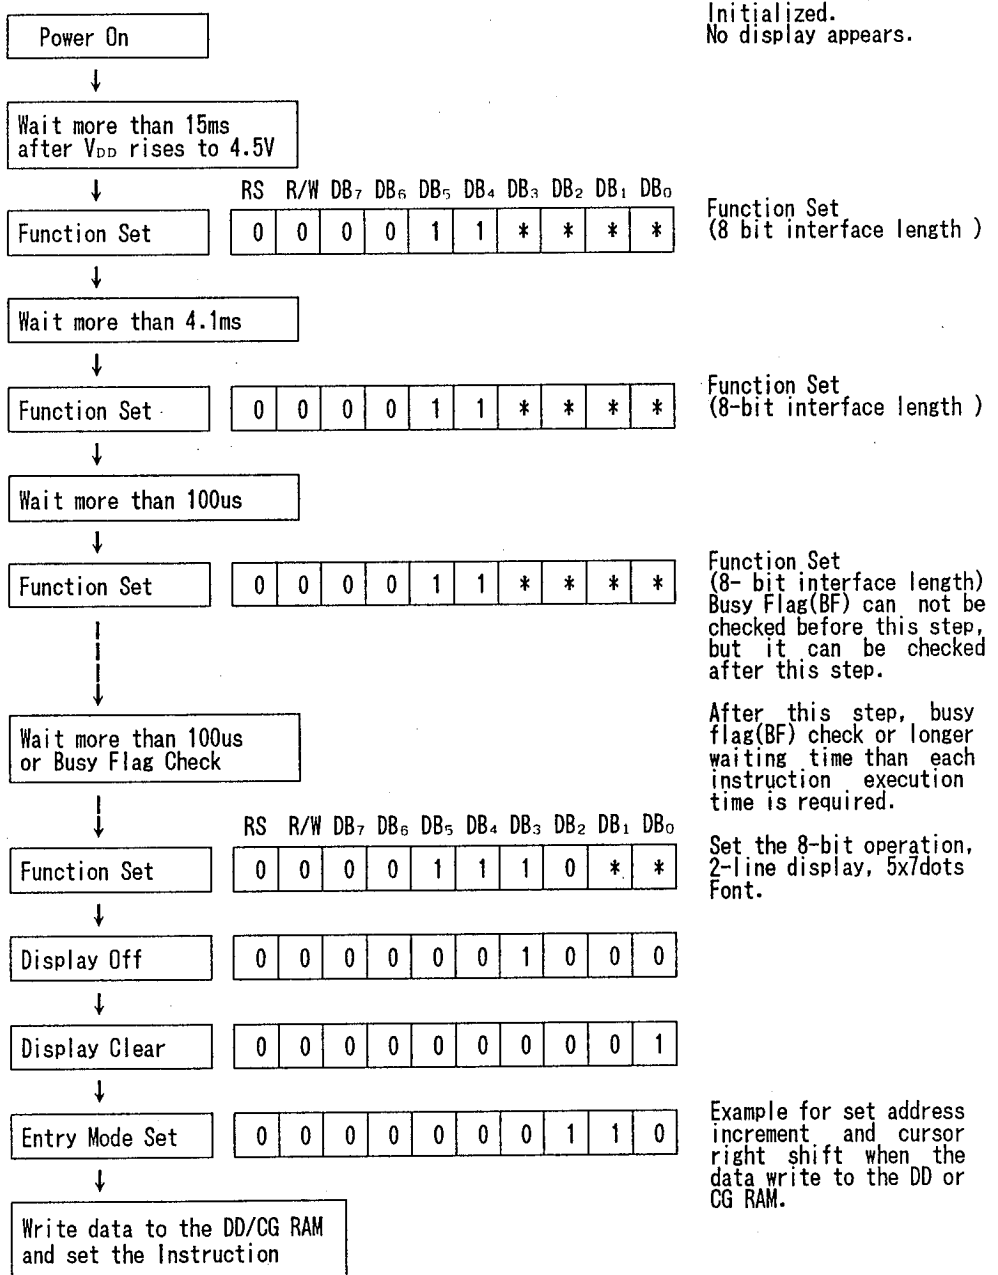 Initialized.
No display appears.
Power On
↓
Wait more than 15ms
after VDD rises to 4.5V
↓
RS R/W DB7 DB6 DB5 DB4 DB3 DB2 DB1 DB0
Function Set 0 0 0 0 1 1 * * * *
Function Set
(8 bit interface length )
↓
Wait more than 4.1ms
↓
Function Set 0 0 0 0 1 1 * * * *
Function Set
(8-bit interface length )
↓
Wait more than 100us
↓
Function Set 0 0 0 0 1 1 * * * *
Function Set
(8- bit interface length)
Busy Flag(BF) can not be
checked before this step,
but it can be checked
after this step.
↓
Wait more than 100us
or Busy Flag Check
After this step, busy
flag(BF) check or longer
waiting time than each
instruction execution
time is required.
↓
RS R/W DB7 DB6 DB5 DB4 DB3 DB2 DB1 DB0
Function Set 0 0 0 0 1 1 1 0 * *
Set the 8-bit operation,
2-line display, 5x7dots
Font.
↓
Display Off 0 0 0 0 0 0 1 0 0 0
↓
Display Clear 0 0 0 0 0 0 0 0 0 1
↓
Entry Mode Set 0 0 0 0 0 0 0 1 1 0
Example for set address
increment and cursor
right shift when the
data write to the DD or
CG RAM.
↓
Write data to the DD/CG RAM
and set the Instruction